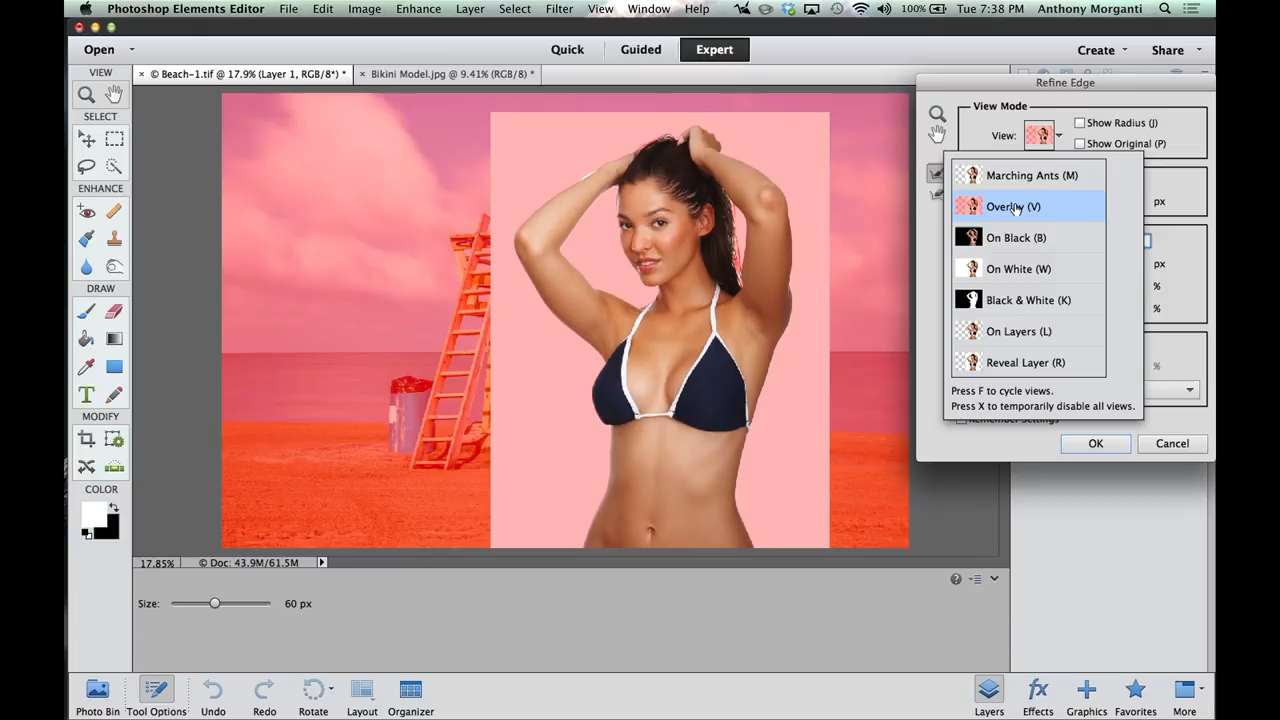 Photoshop Elements Editor File Edit Image Enhance Layer Select Filter View Window Help 100% Tue 7:38 PM Anthony Morganti
Open Quick Guided Expert Create Share
VIEW × © Beach-1.tif @ 17.9% (Layer 1, RGB/8*) * × Bikini Model.jpg @ 9.41% (RGB/8) *
Refine Edge
View Mode
View: Show Radius (J)
Show Original (P)
SELECT
Marching Ants (M)
Overlay (V) px
On Black (B)
On White (W) px
%
Black & White (K) %
On Layers (L)
Reveal Layer (R) %
Press F to cycle views.
Press X to temporarily disable all views.
Remember Settings
OK Cancel
ENHANCE
DRAW
T
MODIFY
COLOR
17.85% © Doc: 43.9M/61.5M
Size: 60 px
Photo Bin Tool Options Undo Redo Rotate Layout Organizer Layers fx Effects Graphics Favorites More